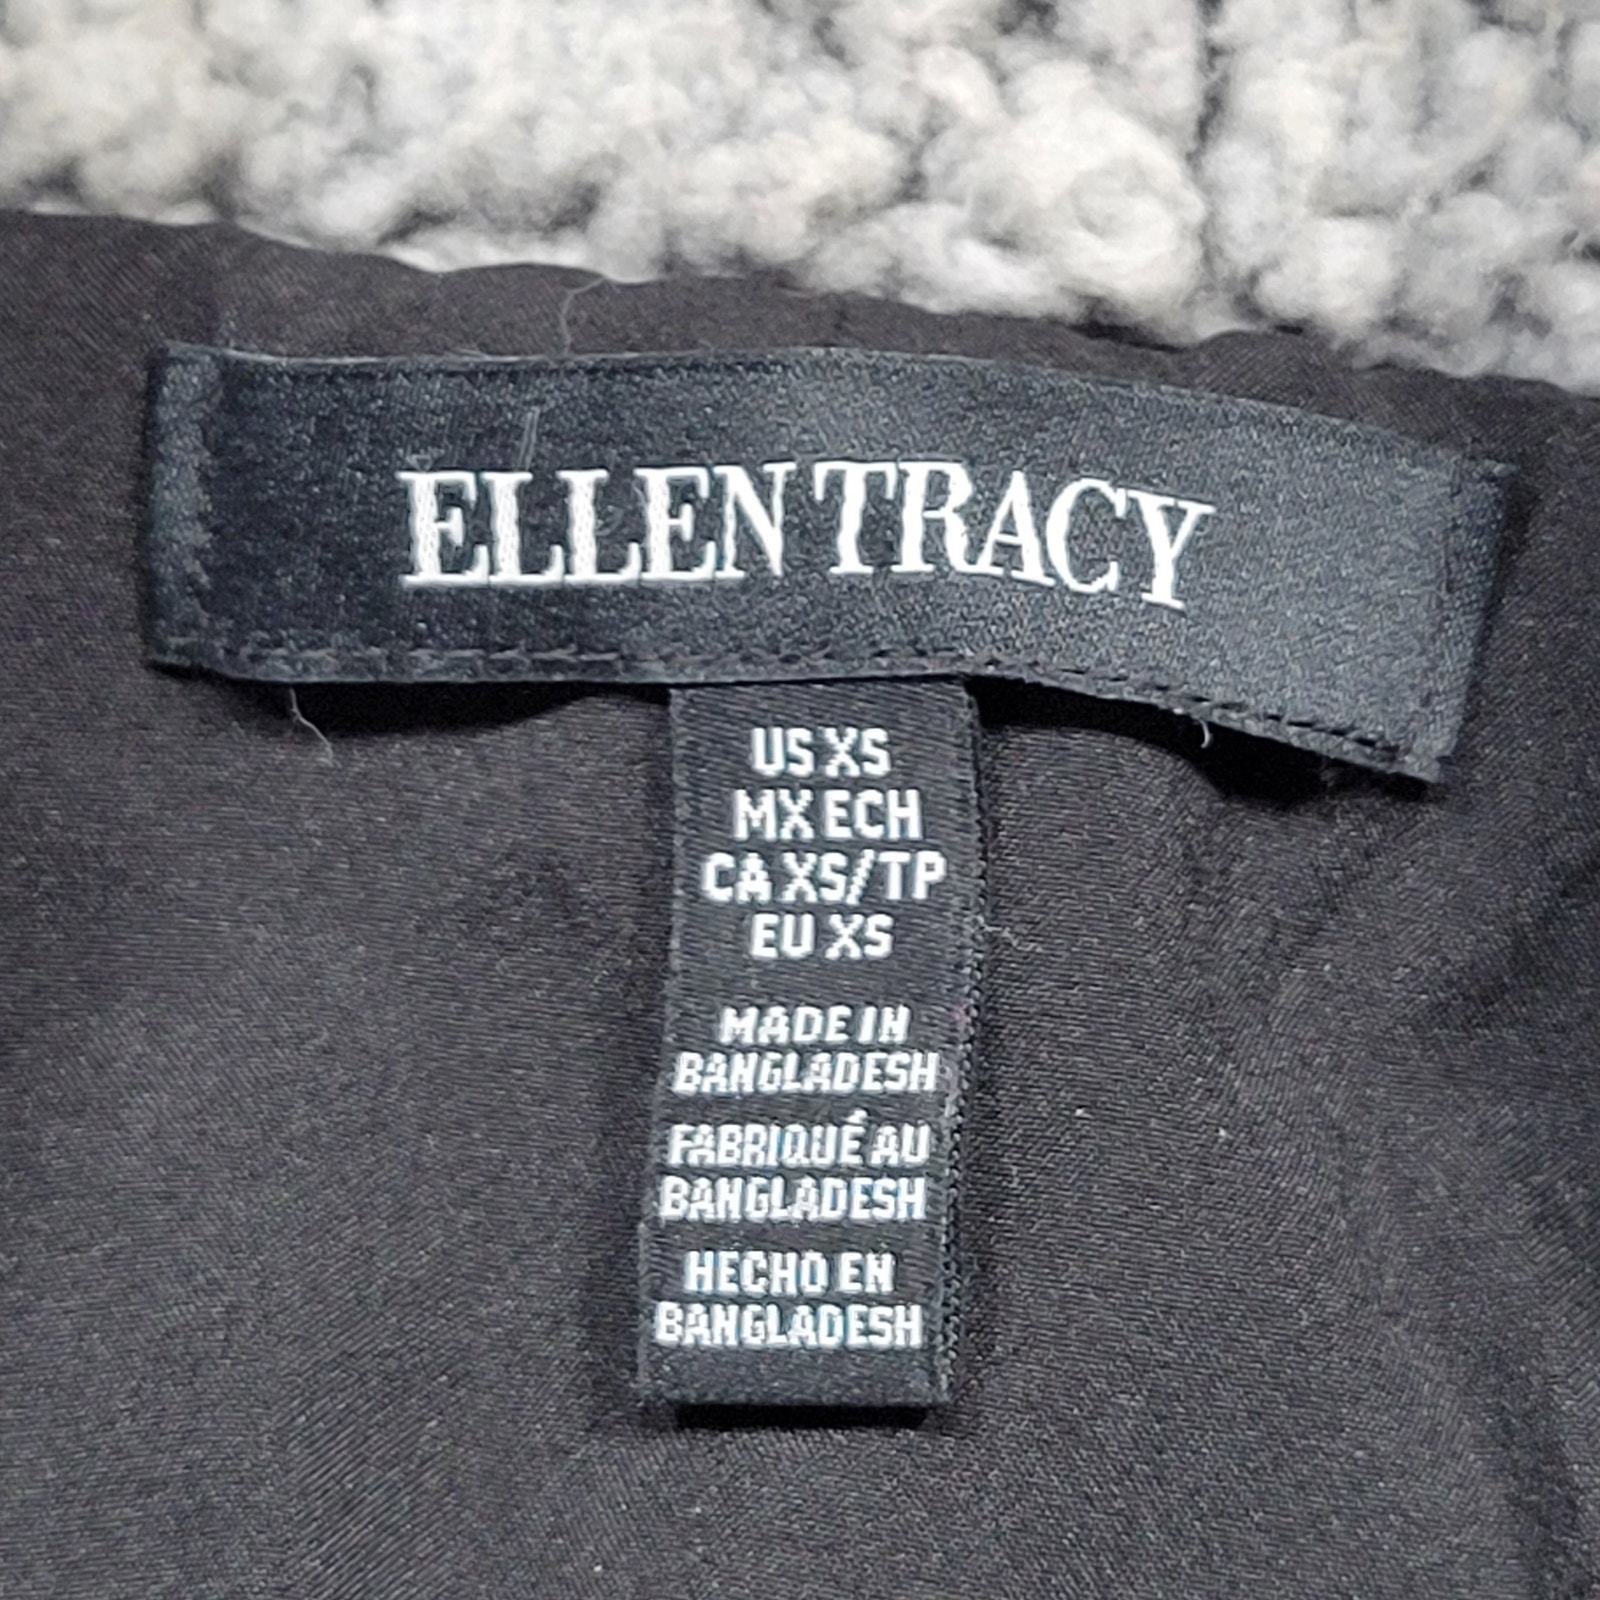 ELLEN TRACY
US XS
MX ECH
CA XS/TP
EU XS
MADE IN
BANGLADESH
FABRIQUÉ AU
BANGLADESH
HECHO EN
BANGLADESH